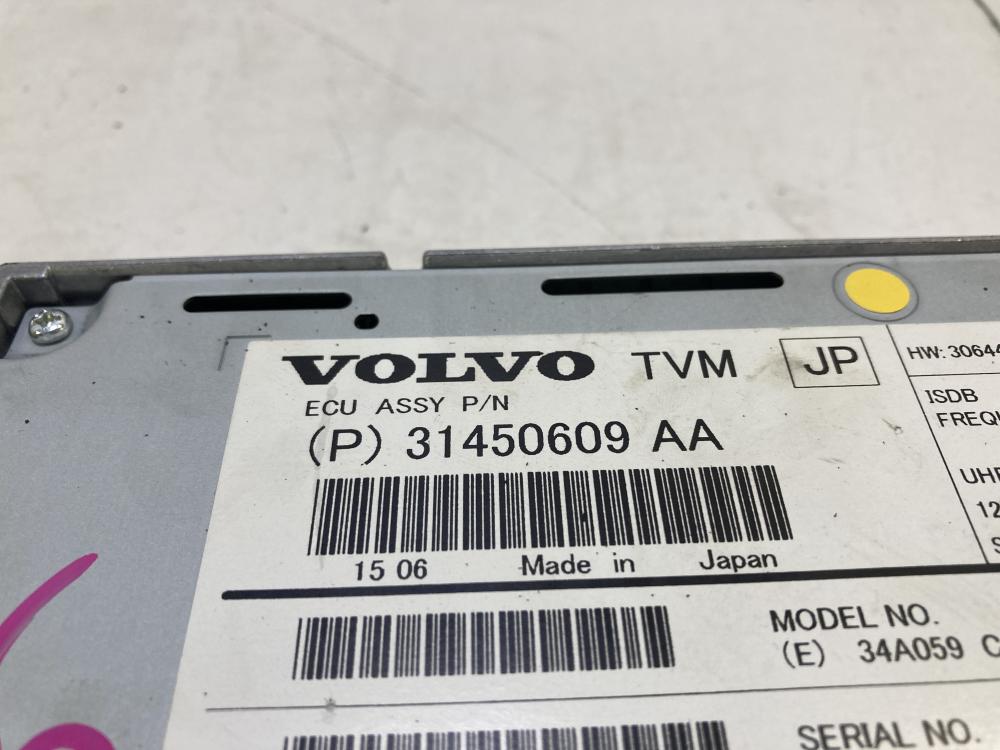 VOLVO TVM JP
ECU ASSY P/N
(P) 31450609 AA
15 06 Made in Japan
MODEL NO.
(E) 34A059
SERIAL NO.
HW:30644
ISDB